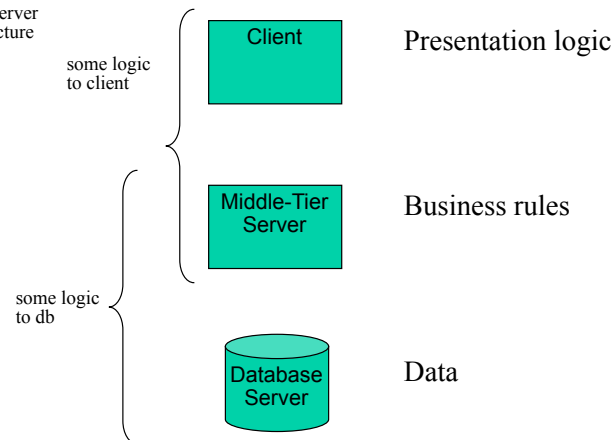 erver
cture
some logic
to client
Client
Presentation logic
Middle-Tier
Server
Business rules
some logic
to db
Database
Server
Data